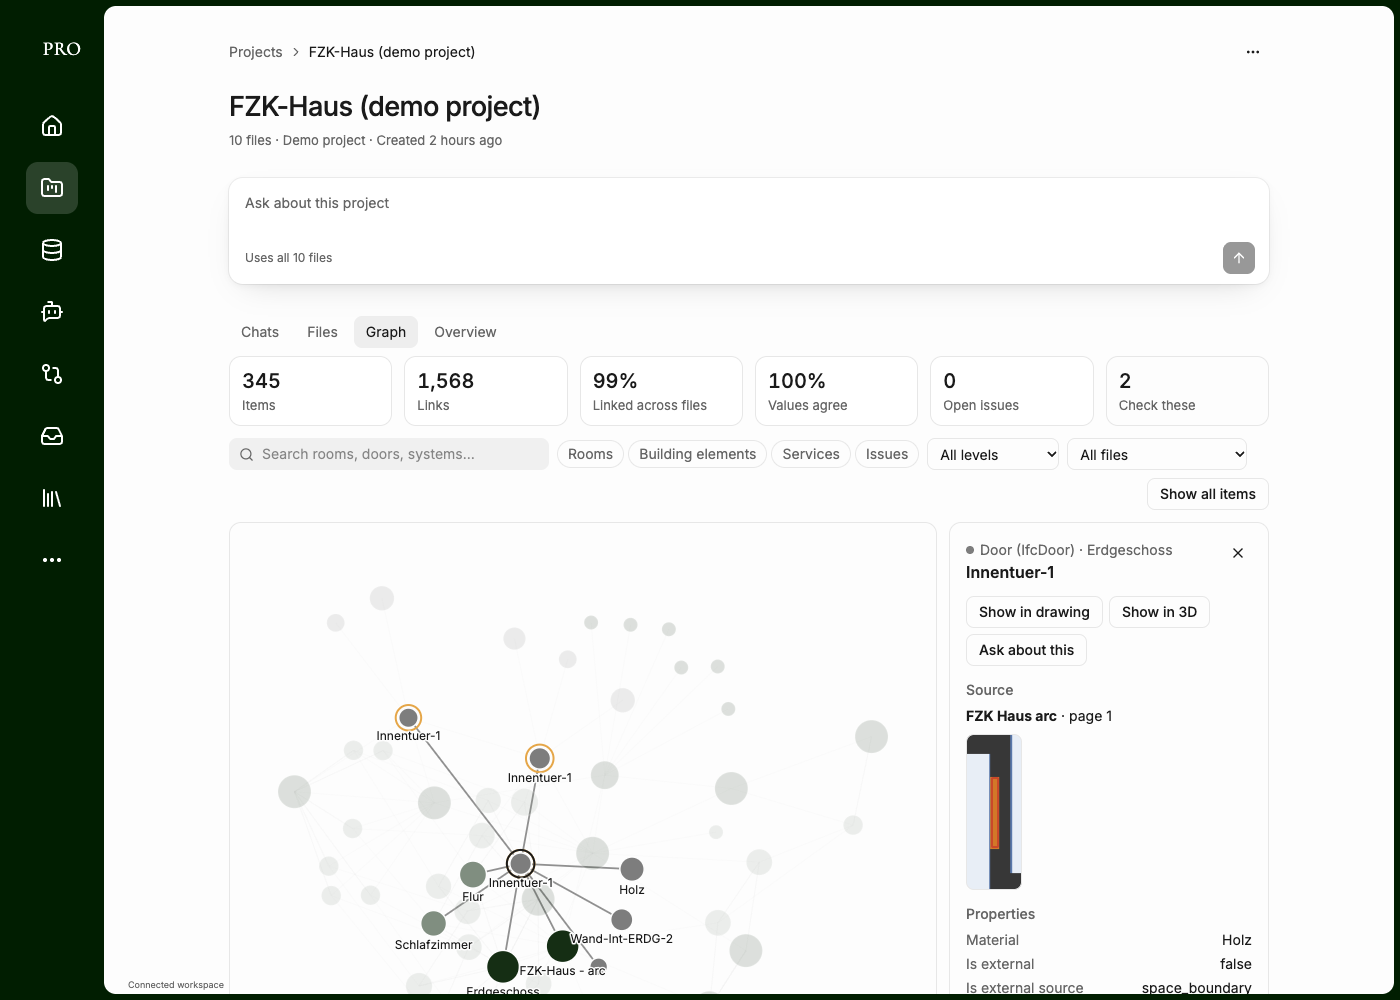 PRO
Projects > FZK-Haus (demo project)
FZK-Haus (demo project)
10 files · Demo project · Created 2 hours ago
Ask about this project
Uses all 10 files
Chats Files Graph Overview
345 1,568 99% 100% 0 2
Items Links Linked across files Values agree Open issues Check these
Search rooms, doors, systems... Rooms Building elements Services Issues All levels All files
Show all items
Door (IfcDoor) · Erdgeschoss
Innentuer-1
Show in drawing Show in 3D
Ask about this
Source
FZK Haus arc · page 1
Innentuer-1
Innentuer-1
Innentuer-1
Flur
Holz
Schlafzimmer
Wand-Int-ERDG-2
FZK-Haus - arc
Erdgeschoss
Properties
Material Holz
Is external false
Is external source space_boundary
Connected workspace